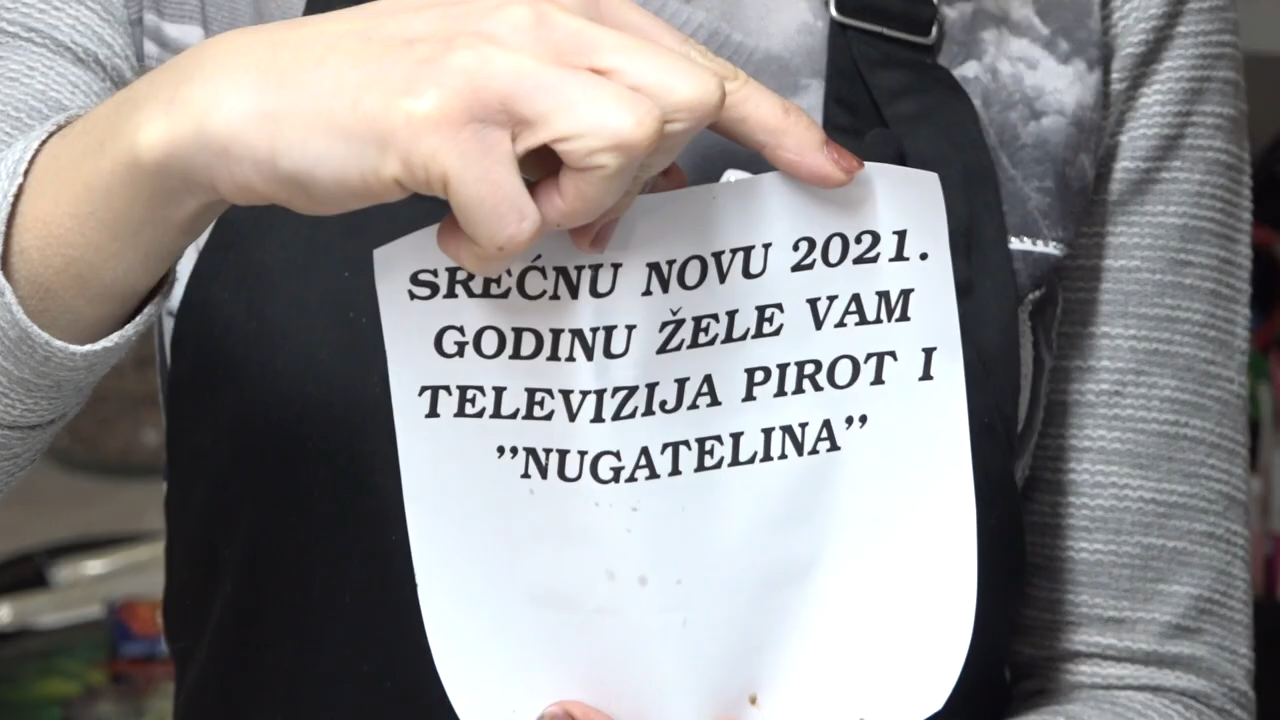 SREĆNU NOVU 2021.
GODINU ŽELE VAM
TELEVIZIJA PIROT I
”NUGATELINA”